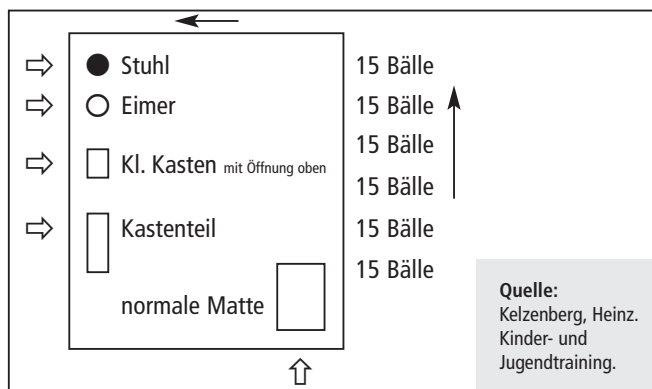 Stuhl 15 Bälle
Eimer 15 Bälle
15 Bälle
Kl. Kasten mit Öffnung oben
15 Bälle
Kastenteil 15 Bälle
15 Bälle
normale Matte
Quelle:
Kelzenberg, Heinz.
Kinder- und
Jugendtraining.